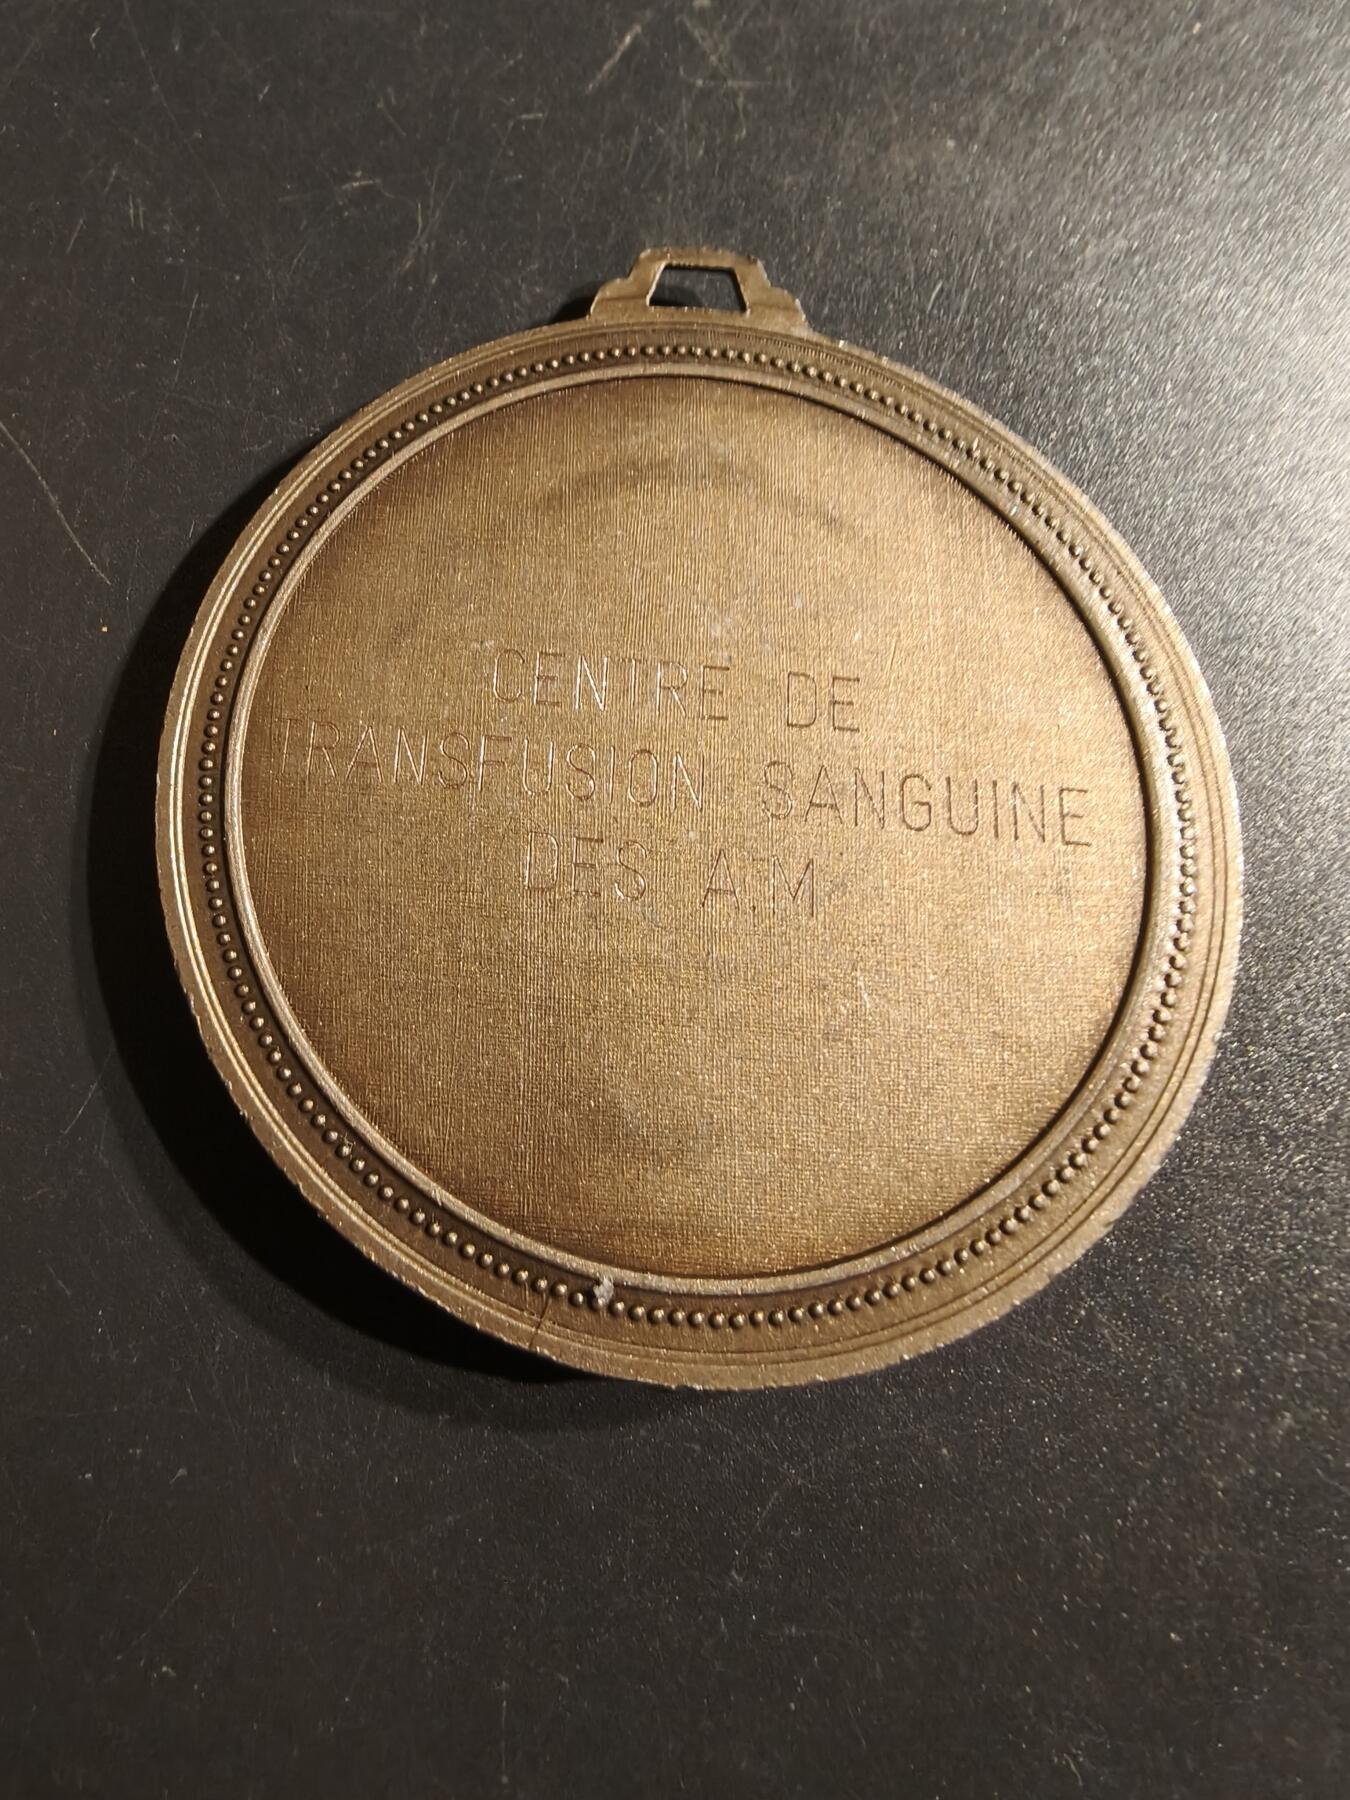 CENTRE DE
TRANSFUSION SANGUINE
DES A.M